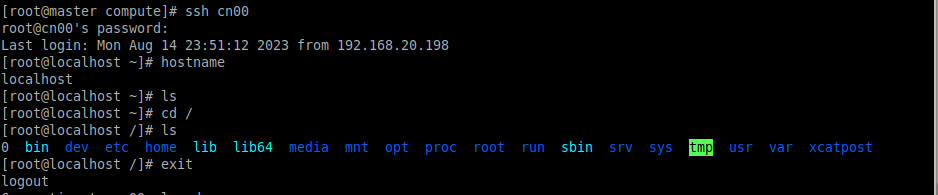 [root@master compute]# ssh cn00
root@cn00's password:
Last login: Mon Aug 14 23:51:12 2023 from 192.168.20.198
[root@localhost ~]# hostname
localhost
[root@localhost ~]# ls
[root@localhost ~]# cd /
[root@localhost /]# ls
0 bin dev etc home lib lib64 media mnt opt proc root run sbin srv sys tmp usr var xcatpost
[root@localhost /]# exit
logout